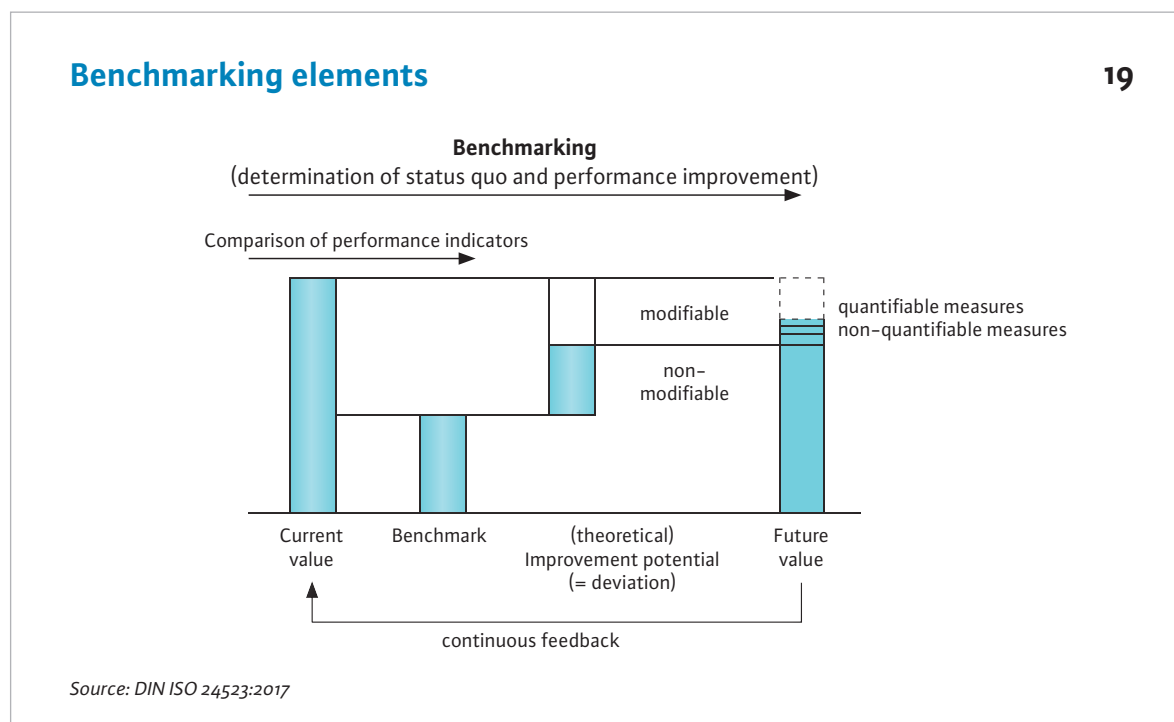 Benchmarking elements
19
Benchmarking
(determination of status quo and performance improvement)
Comparison of performance indicators
modifiable
quantifiable measures
non-quantifiable measures
non-
modifiable
Current
value
Benchmark
(theoretical)
Improvement potential
(= deviation)
Future
value
continuous feedback
Source: DIN ISO 24523:2017